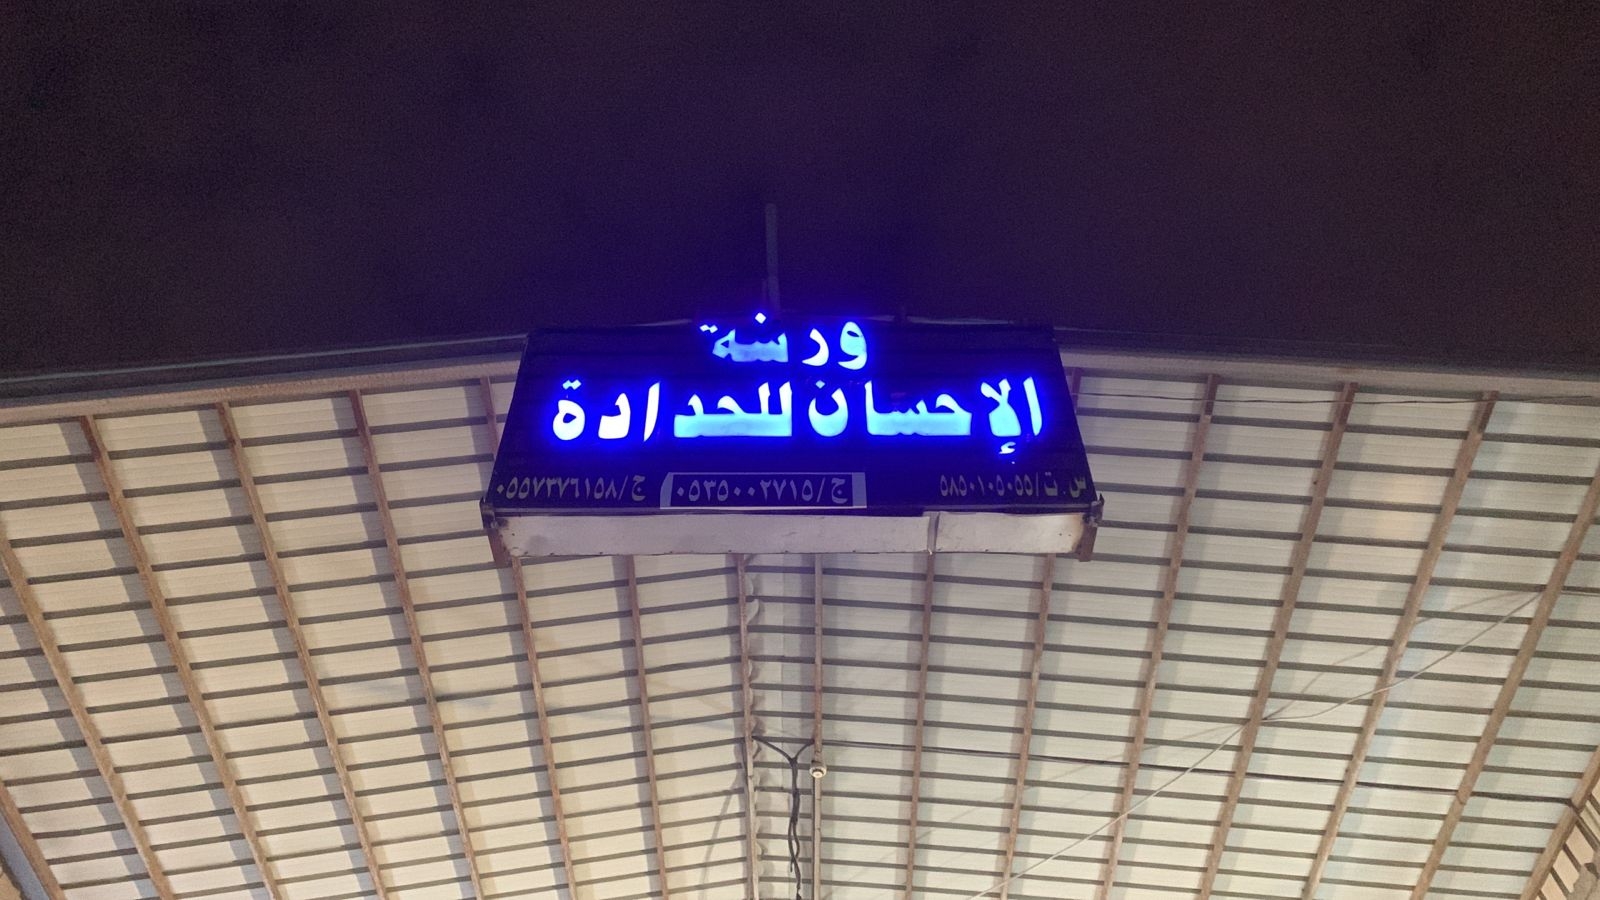 ورشة
الإحسان للحدادة
س . ت/٥٨٥٠١٠٥٠٥٥ ج/٠٥٣٥٠٠٢٧١٥ ج/٠٥٥٧٣٧٦١٥٨